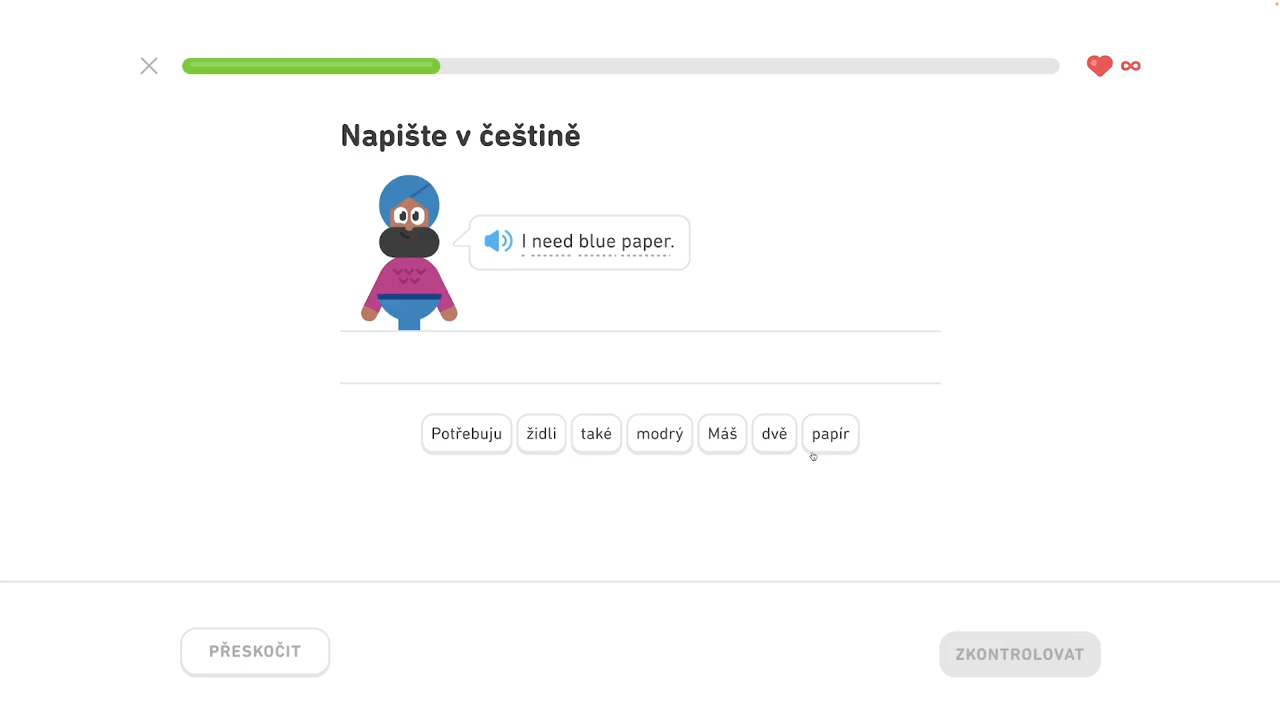 ∞
Napište v češtině
I need blue paper.
Potřebuju židli také modrý Máš dvě papír
PŘESKOČIT ZKONTROLOVAT